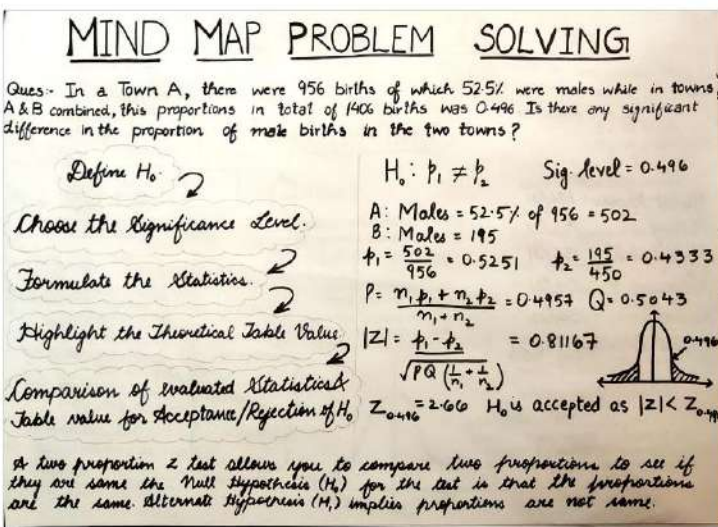 MIND MAP PROBLEM SOLVING
Ques:- In a Town A, there were 956 births of which 52.5% were males while in towns
A & B combined, this proportions in total of 1406 births was 0.496 Is there any significant
difference in the proportion of male births in the two towns?
Define H₀.
Choose the Significance Level.
Formulate the Statistics.
Highlight the Theoretical Table Value
Comparison of evaluated Statistics &
Table value for Acceptance/Rejection of H₀
H₀: p₁ ≠ p₂ Sig. level = 0.496
A: Males = 52.5% of 956 = 502
B: Males = 195
p₁ = 502/956 = 0.5251 p₂ = 195/450 = 0.4333
P = n₁p₁ + n₂p₂ / n₁ + n₂ = 0.4957 Q = 0.5043
|Z| = p₁ - p₂ / √PQ (1/n₁ + 1/n₂) = 0.81167
0.496
Z₀.₄₉₆ = 2.66 H₀ is accepted as |Z| < Z₀.₄₉
A two proportion z test allows you to compare two proportions to see if
they are same the Null Hypothesis (H₀) for the test is that the proportions
are the same. Alternate Hypothesis (H₁) implies proportions are not same.